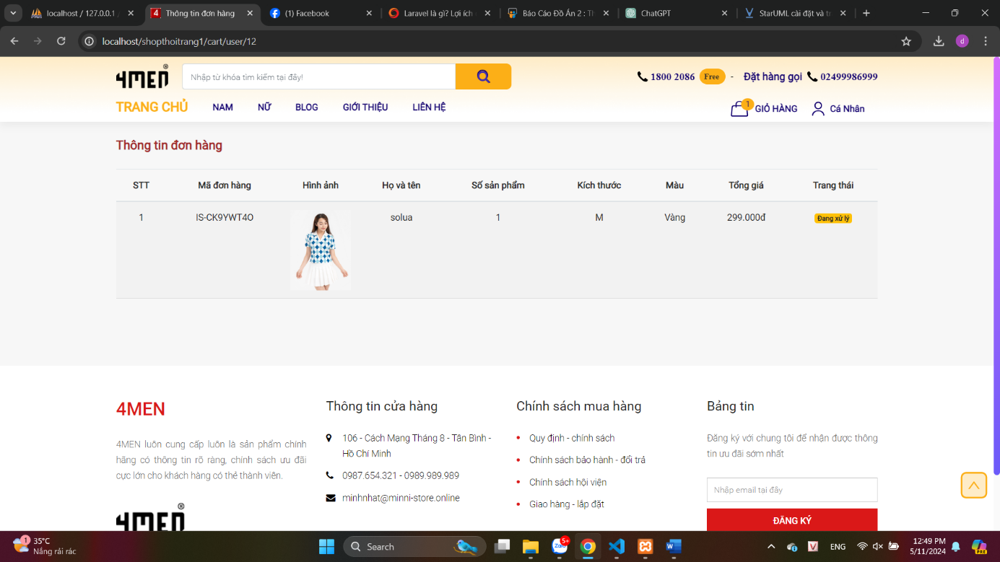 localhost / 127.0.0.1 /
Thông tin đơn hàng
(1) Facebook
Laravel là gì? Lợi ích
Báo Cáo Đồ Án 2 : Th
ChatGPT
StarUML cài đặt và tr
localhost/shopthoitrang1/cart/user/12
d
4MEN®
Nhập từ khóa tìm kiếm tại đây!
1800 2086 Free - Đặt hàng gọi 02499986999
TRANG CHỦ NAM NỮ BLOG GIỚI THIỆU LIÊN HỆ
1 GIỎ HÀNG Cá Nhân
Thông tin đơn hàng
STT Mã đơn hàng Hình ảnh Họ và tên Số sản phẩm Kích thước Màu Tổng giá Trang thái
1 IS-CK9YWT4O solua 1 M Vàng 299.000đ Đang xử lý
4MEN
4MEN luôn cung cấp luôn là sản phẩm chính
hãng có thông tin rõ ràng, chính sách ưu đãi
cực lớn cho khách hàng có thẻ thành viên.
4MEN®
Thông tin cửa hàng
106 - Cách Mạng Tháng 8 - Tân Bình -
Hồ Chí Minh
0987.654.321 - 0989.989.989
minhnhat@minni-store.online
Chính sách mua hàng
Quy định - chính sách
Chính sách bảo hành - đổi trả
Chính sách hội viên
Giao hàng - lắp đặt
Bảng tin
Đăng ký với chung tôi để nhận được thông
tin ưu đãi sớm nhất
Nhập email tại đây
ĐĂNG KÝ
1
35°C
Nắng rải rác
Search
Zalo
5+
W
V
ENG
12:49 PM
5/11/2024
PRE